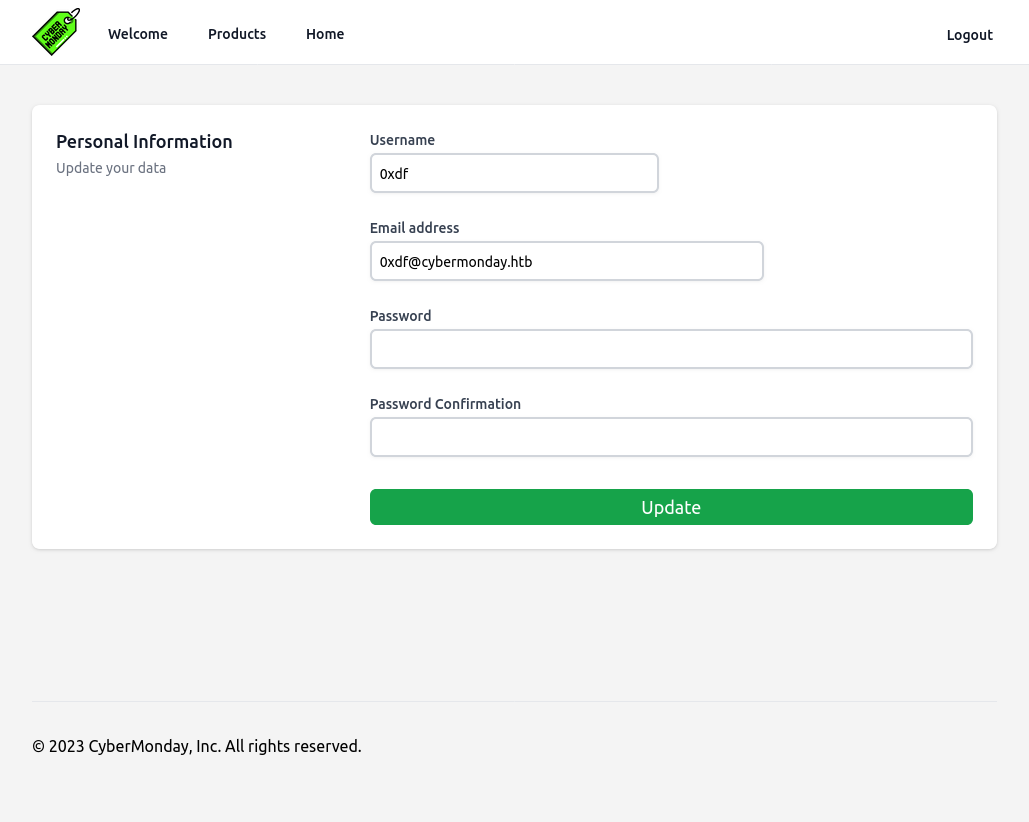 CYBER
MONDAY
Welcome
Products
Home
Logout
Personal Information
Update your data
Username
0xdf
Email address
0xdf@cybermonday.htb
Password
Password Confirmation
Update
© 2023 CyberMonday, Inc. All rights reserved.